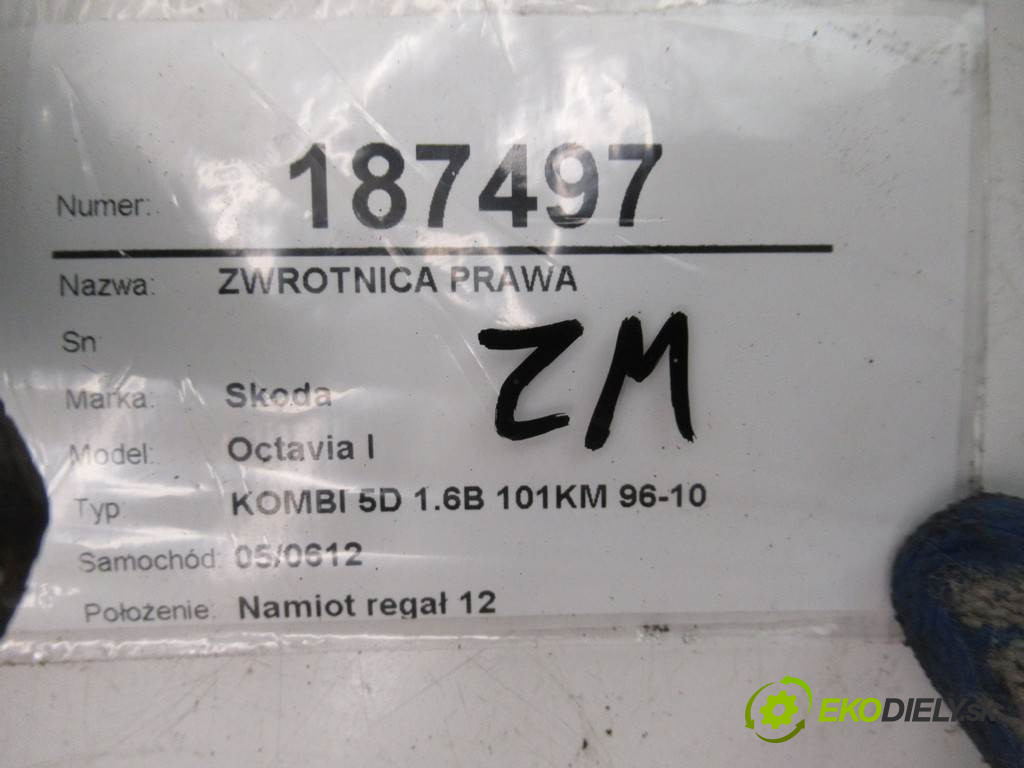 Numer: 187497
Nazwa: ZWROTNICA PRAWA
Sn
Marka: Skoda
Model: Octavia I
Typ KOMBI 5D 1.6B 101KM 96-10
Samochód: 05/0612
Położenie: Namiot regał 12
ZM
EKODIELY.SK